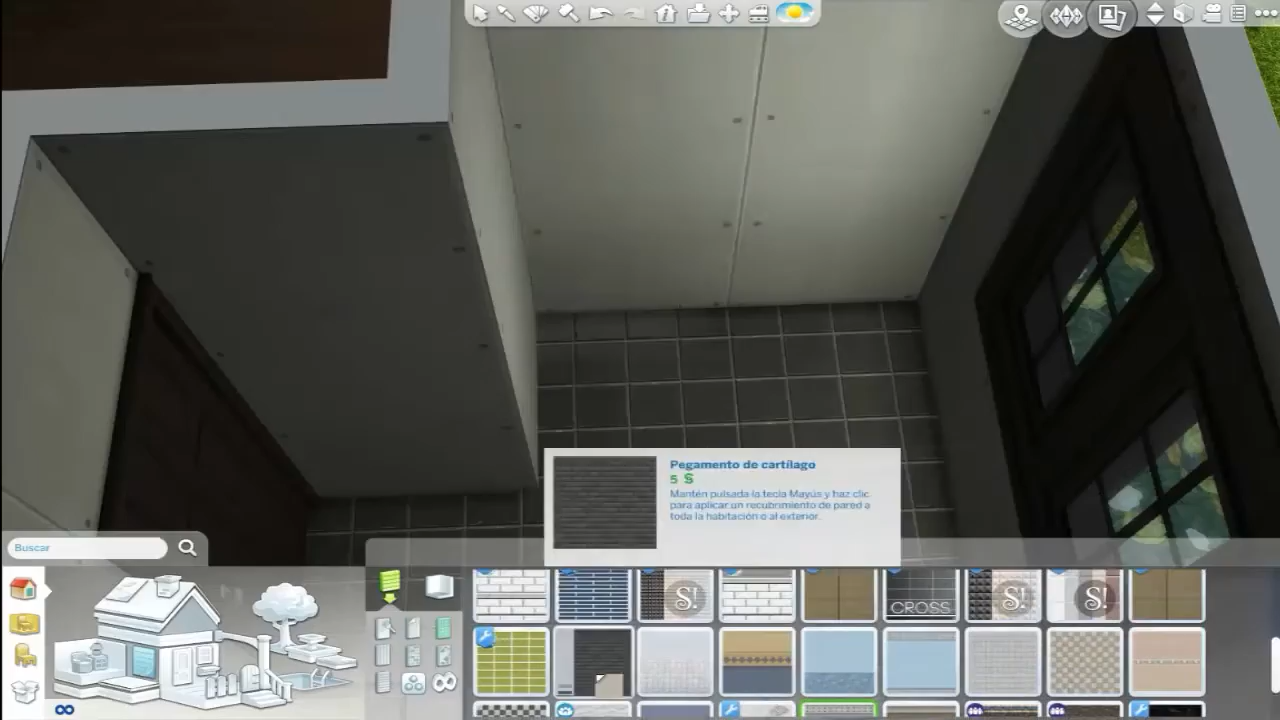 Pegamento de cartílago
5 $
Mantén pulsada la tecla Mayús y haz clic
para aplicar un recubrimiento de pared a
toda la habitación o al exterior.
Buscar
S!
CROSS
S!
S!